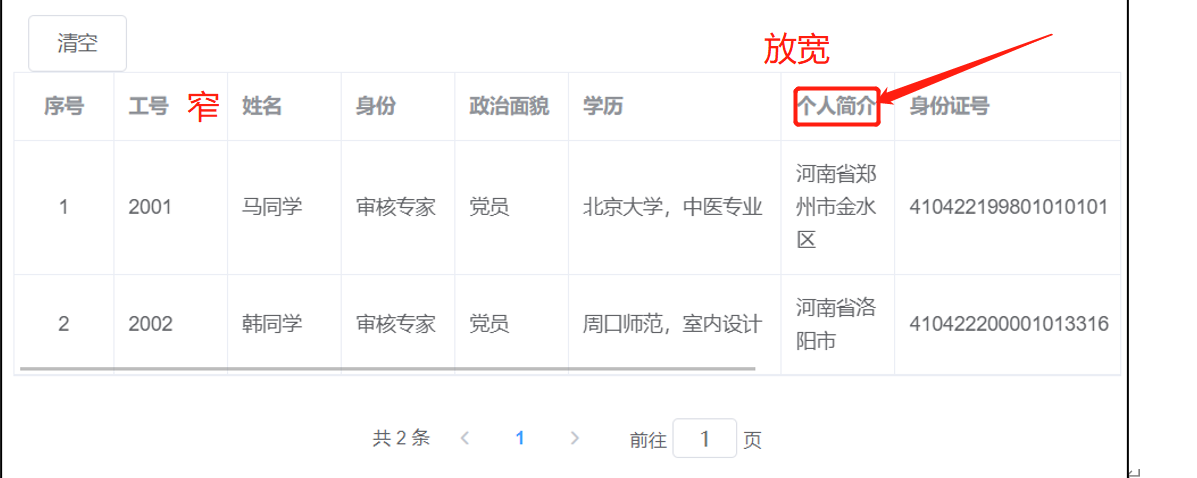 清空
放宽
序号 工号 窄 姓名 身份 政治面貌 学历 个人简介 身份证号
1 2001 马同学 审核专家 党员 北京大学，中医专业 河南省郑
州市金水
区 410422199801010101
2 2002 韩同学 审核专家 党员 周口师范，室内设计 河南省洛
阳市 410422200001013316
共 2 条 1 前往 1 页